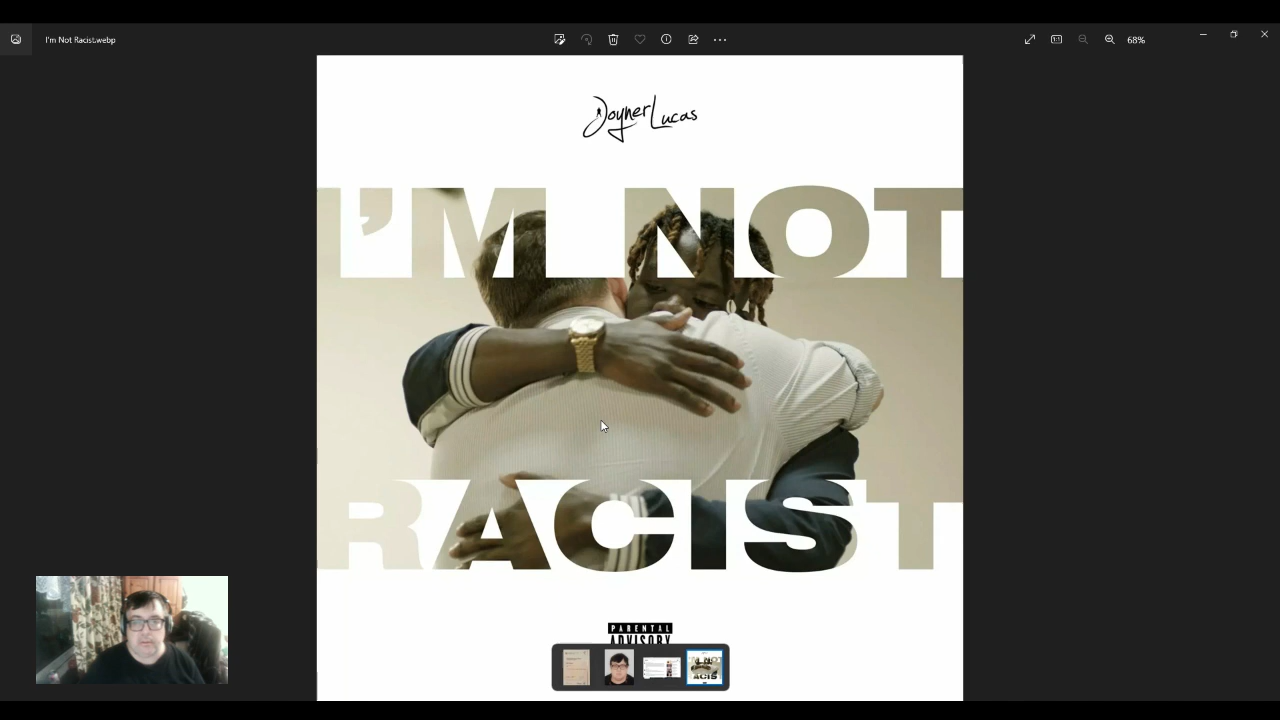 I'm Not Racist.webp
68%
Joyner Lucas
I'M NOT
RACIST
PARENTAL
ADVISORY